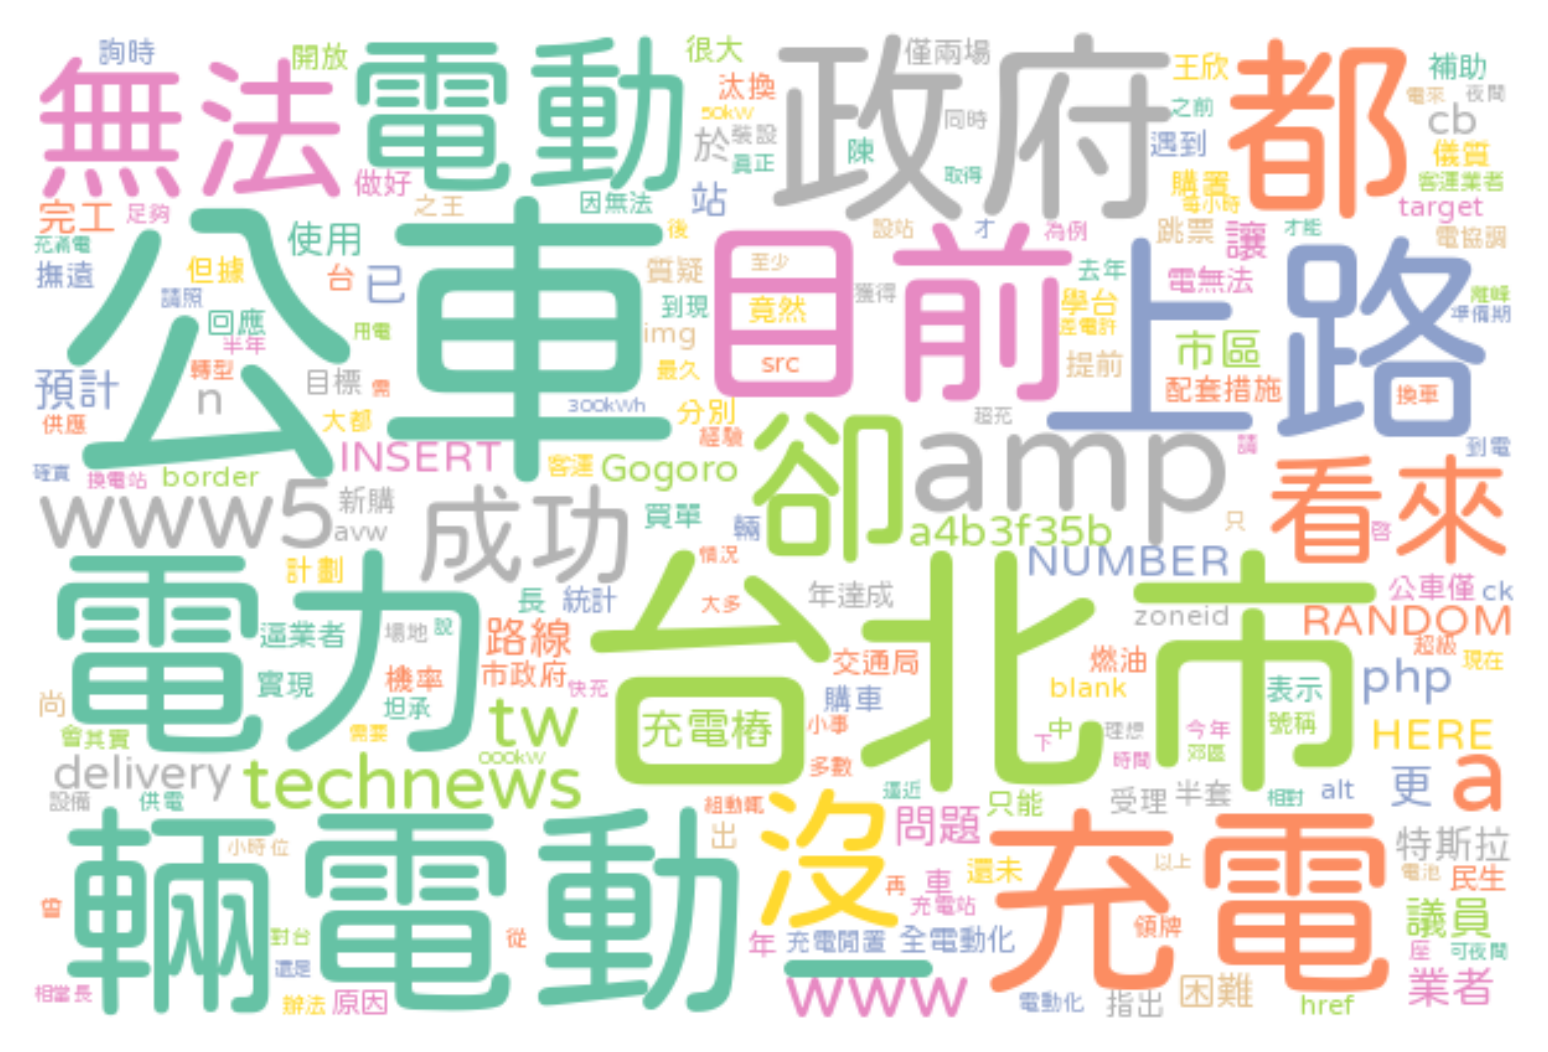 詢時 開放 電動 很大 政府 僅兩場 王欣 都 補助
無法 汰換 50kW 同時 之前 電來 夜間
於 裝設 真正 陳 遇到 cb 儀質
做好 取得 購置 每小時 客運業者
完工 足夠 之王 因無法 站 target
充滿電 公車 使用 後 設站 才 為例 跳票 讓 才能 電協調
撫遠 但據 台 已 質疑 至少 目前 去年 上路
請照 到現 獲得 電無法 離峰
回應 用電 img 竟然 學台 差電許 準備期
半年 市區
預計 轉型 目標 需 最久 src 提前 配套措施 換車
n 300kWh 分別 超充
供應 大都 經驗 卻 amp 請 到電
確實 換電站 border INSERT 客運 Gogoro 看來
www5 新購 avw 成功 買單 輛 a4b3f35b 只 啓
計劃 情況 NUMBER
電力 長 統計 大多 台北市 年達成 zoneid 公車僅 ck
逼業者 場地 說 路線 RANDOM
實現 機率 市政府 快充 交通局 燃油 超級 現在
尚 坦承 購車 blank 表示 php
會 其實 需要 tw 充電樁 小事 中 下 理想 今年 號稱 HERE
delivery technews 000kW 多數 時間 郊區 a
設備 供電 組動輒 逼近 只能 受理 半套 相對 alt 更
輛電動 小時 位 出 沒 問題 充電 以上 特斯拉
再 車 還未 電池 民生
曾 對台 從 充電站 領牌 議員
還是 年 充電閒置 全電動化 座 可夜間
相當長 辦法 原因 一 www 電動化 指出 困難 href 業者